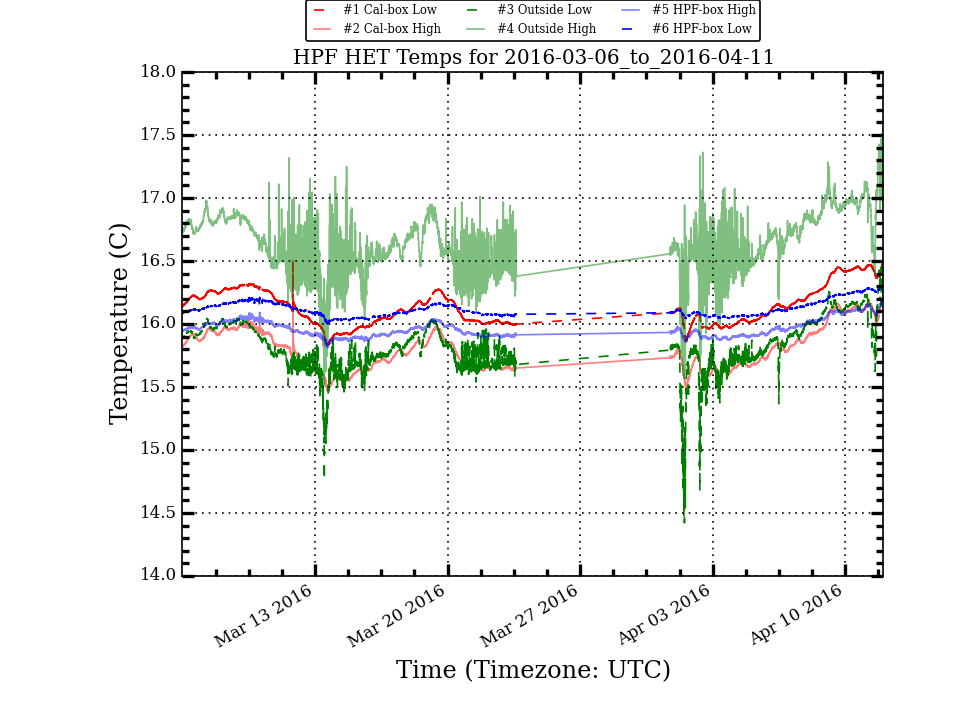 #1 Cal-box Low #3 Outside Low #5 HPF-box High
#2 Cal-box High #4 Outside High #6 HPF-box Low
HPF HET Temps for 2016-03-06_to_2016-04-11
18.0
17.5
17.0
16.5
16.0
15.5
15.0
14.5
14.0
Temperature (C)
Mar 13 2016 Mar 20 2016 Mar 27 2016 Apr 03 2016 Apr 10 2016
Time (Timezone: UTC)